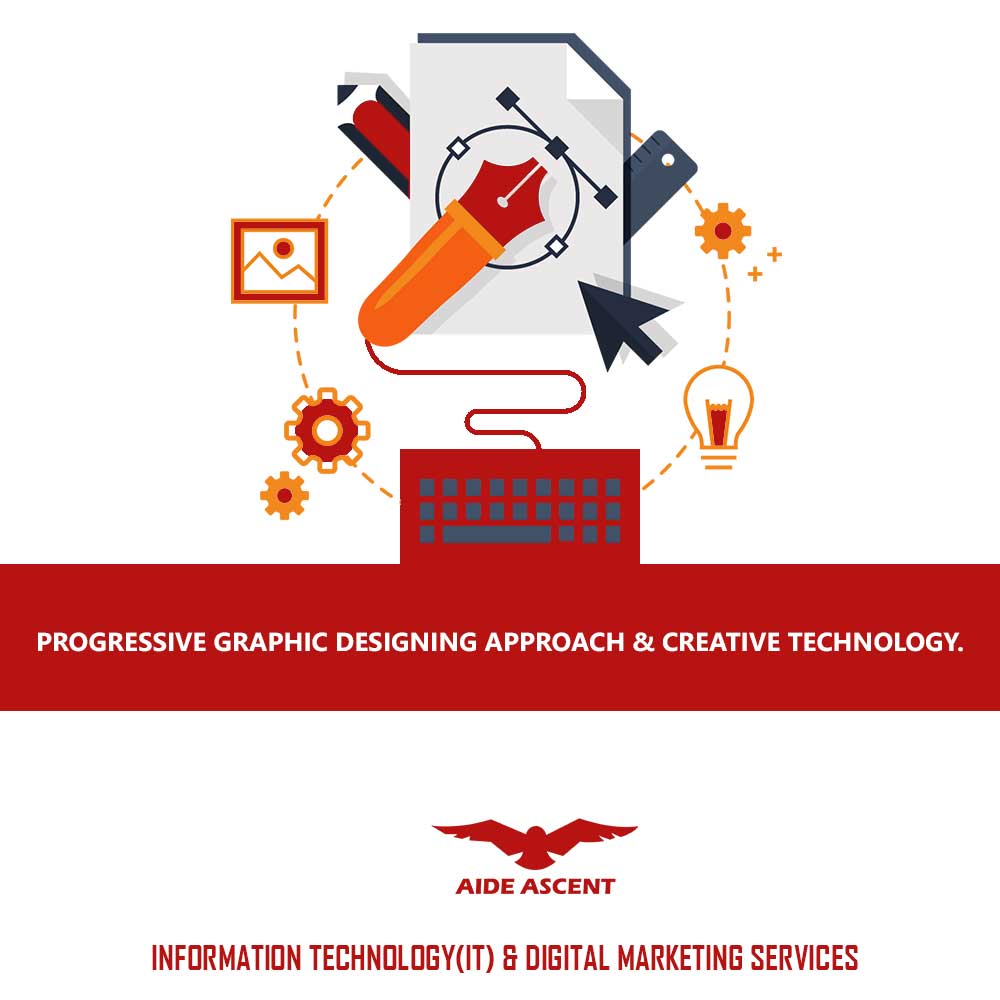 PROGRESSIVE GRAPHIC DESIGNING APPROACH & CREATIVE TECHNOLOGY.
AIDE ASCENT
INFORMATION TECHNOLOGY(IT) & DIGITAL MARKETING SERVICES